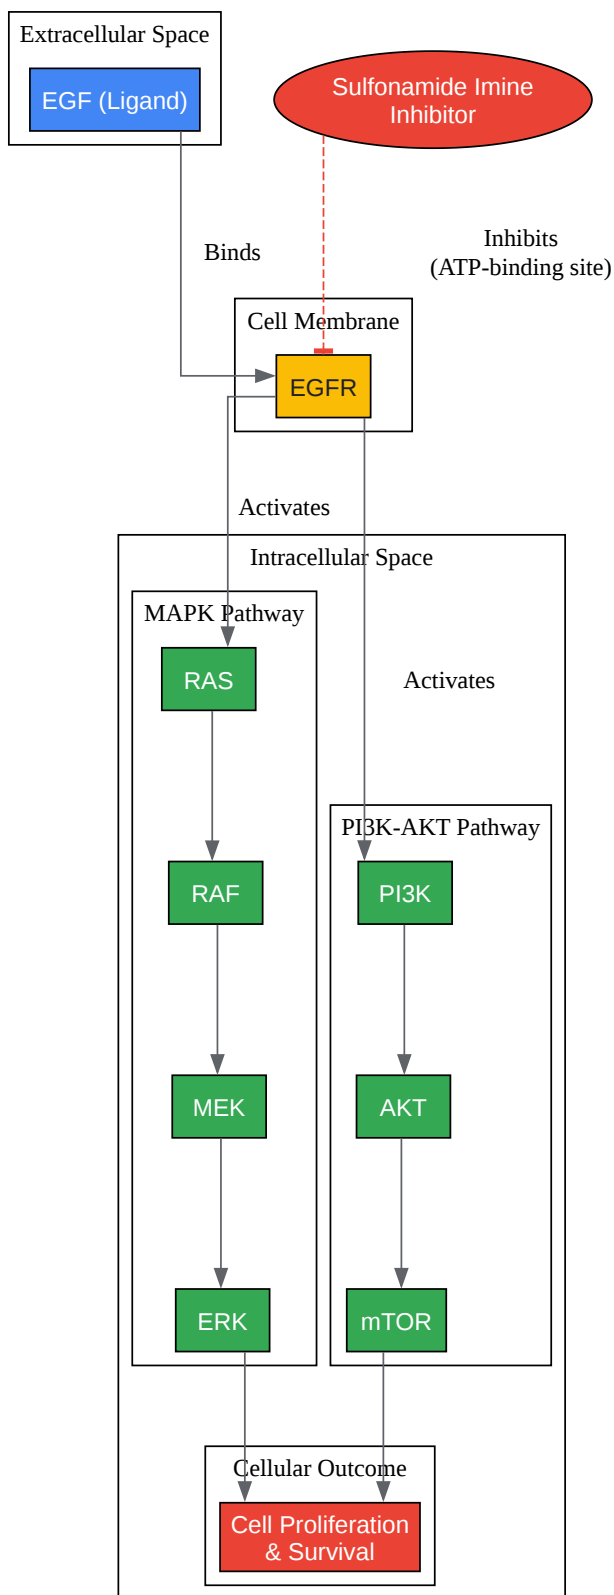 Extracellular Space
EGF (Ligand)
Sulfonamide Imine
Inhibitor
Binds
Inhibits
(ATP-binding site)
Cell Membrane
EGFR
Activates
Intracellular Space
MAPK Pathway
RAS
Activates
PI3K-AKT Pathway
RAF
PI3K
MEK
AKT
ERK
mTOR
Cellular Outcome
Cell Proliferation
& Survival